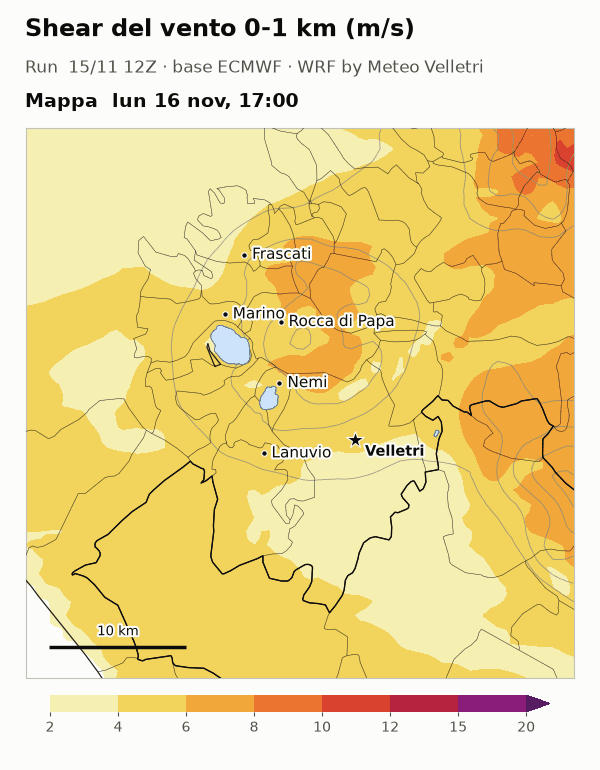 Shear del vento 0-1 km (m/s)
Run  15/11 12Z · base ECMWF · WRF by Meteo Velletri
Mappa  lun 16 nov, 17:00
Frascati
Marino
Rocca di Papa
Nemi
Velletri
Lanuvio
10 km
2 4 6 8 10 12 15 20